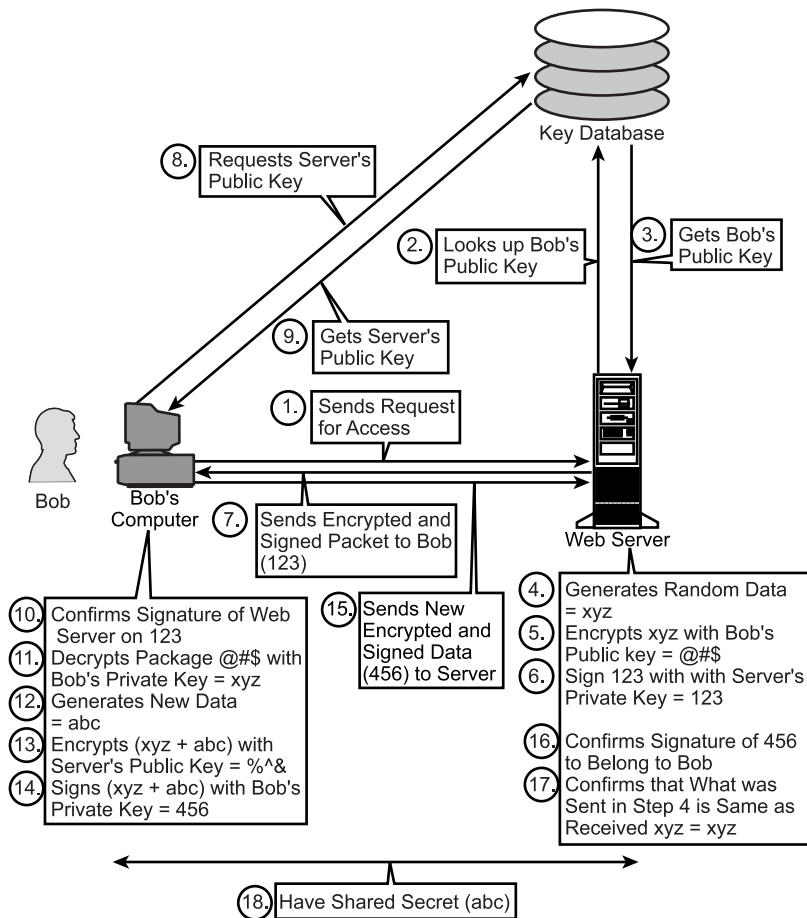 Key Database
8. Requests Server's
Public Key
2. Looks up Bob's
Public Key
3. Gets Bob's
Public Key
9. Gets Server's
Public Key
1. Sends Request
for Access
Bob
Bob's
Computer
Web Server
7. Sends Encrypted and
Signed Packet to Bob
(123)
10. Confirms Signature of Web
Server on 123
11. Decrypts Package @#$ with
Bob's Private Key = xyz
12. Generates New Data
= abc
13. Encrypts (xyz + abc) with
Server's Public Key = %^&
14. Signs (xyz + abc) with Bob's
Private Key = 456
15. Sends New
Encrypted and
Signed Data
(456) to Server
4. Generates Random Data
= xyz
5. Encrypts xyz with Bob's
Public key = @#$
6. Sign 123 with with Server's
Private Key = 123
16. Confirms Signature of 456
to Belong to Bob
17. Confirms that What was
Sent in Step 4 is Same as
Received xyz = xyz
18. Have Shared Secret (abc)